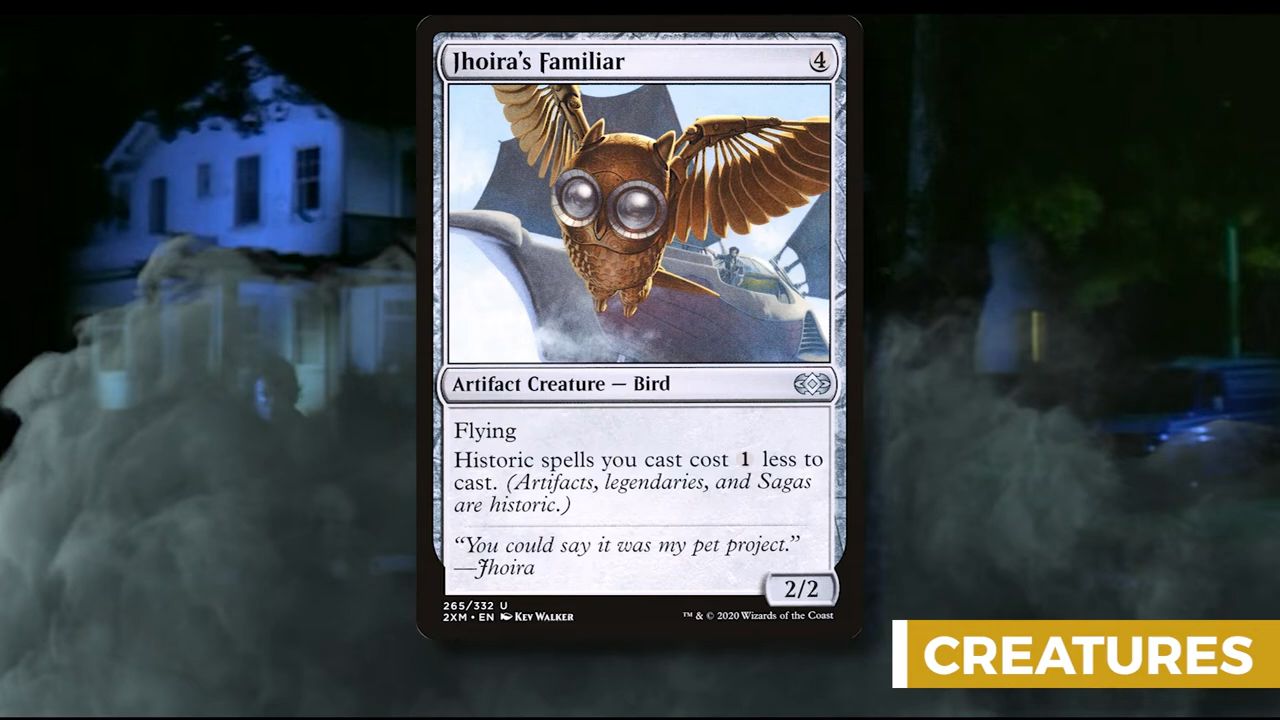 Jhoira's Familiar 4
Artifact Creature — Bird
Flying
Historic spells you cast cost 1 less to
cast. (Artifacts, legendaries, and Sagas
are historic.)
“You could say it was my pet project.”
—Jhoira
2/2
265/332 U
2XM • EN KEV WALKER
™ & © 2020 Wizards of the Coast
CREATURES